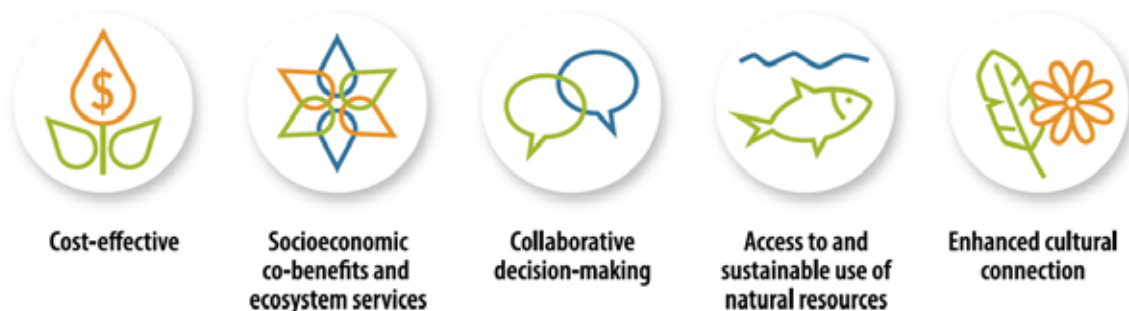 $
Cost-effective
Socioeconomic
co-benefits and
ecosystem services
Collaborative
decision-making
Access to and
sustainable use of
natural resources
Enhanced cultural
connection